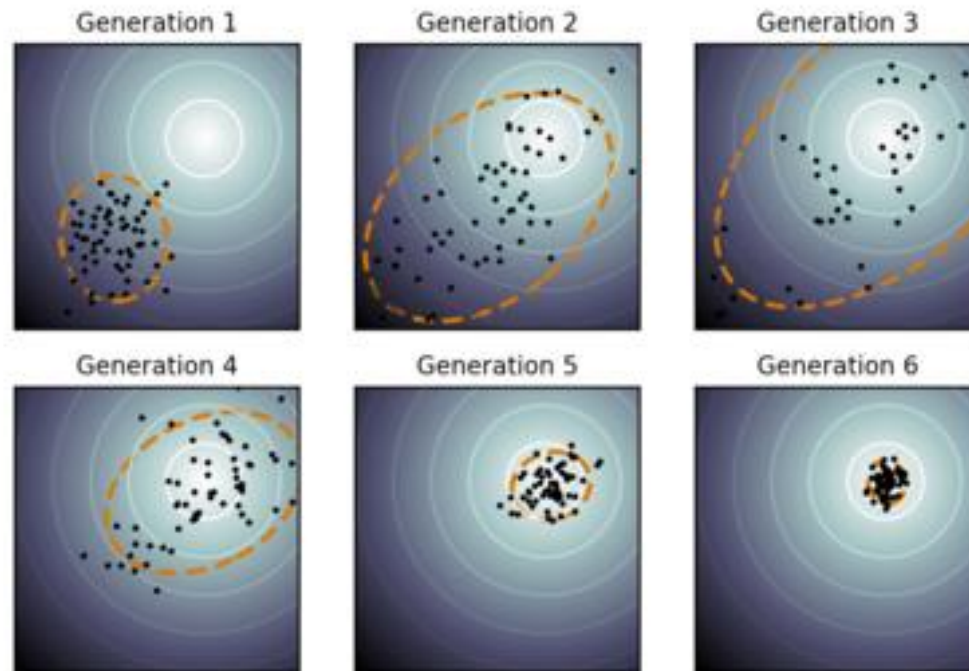 Generation 1
Generation 2
Generation 3
Generation 4
Generation 5
Generation 6